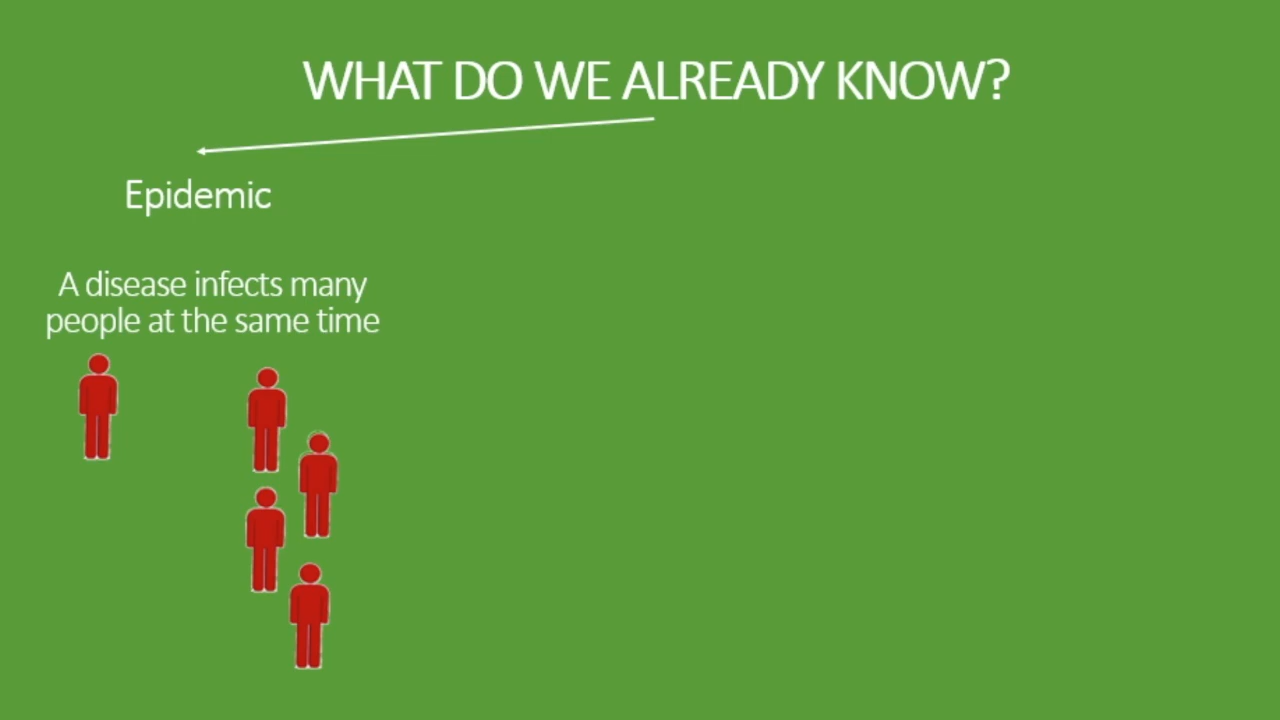 WHAT DO WE ALREADY KNOW?
Epidemic
A disease infects many
people at the same time